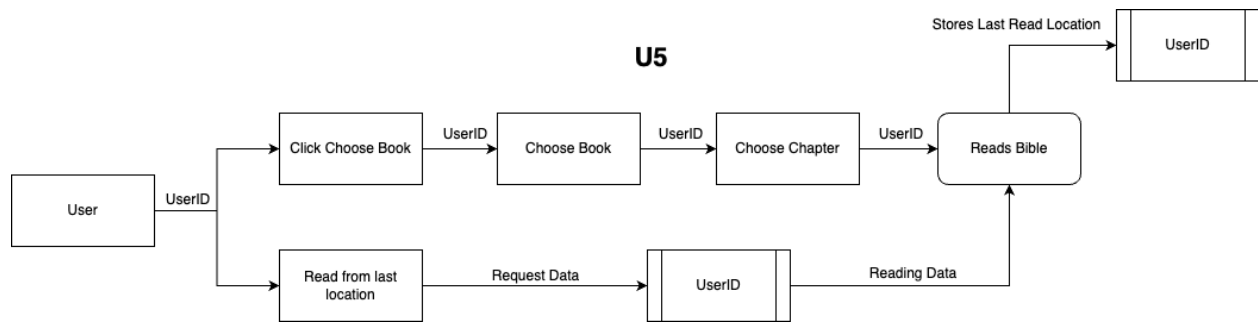 Stores Last Read Location
UserID
U5
Click Choose Book
UserID
Choose Book
UserID
Choose Chapter
UserID
Reads Bible
User
UserID
Read from last
location
Request Data
UserID
Reading Data